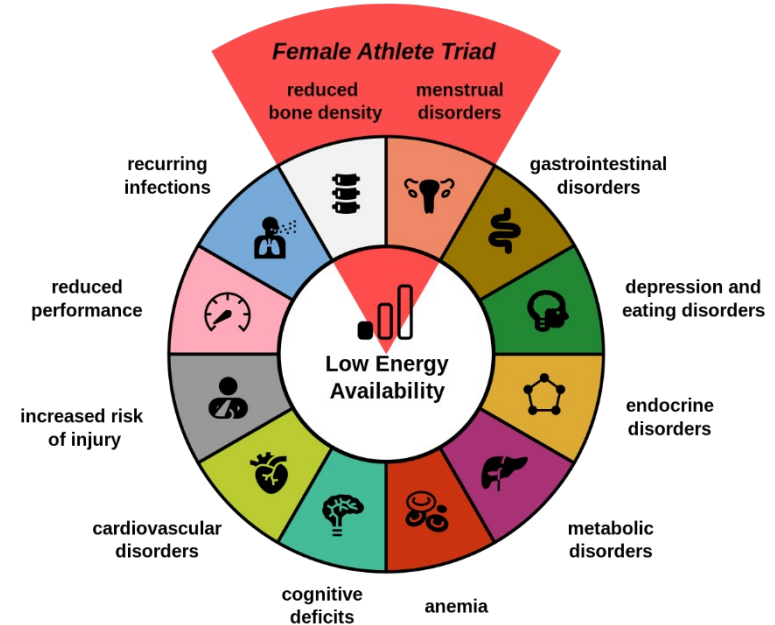 Female Athlete Triad
reduced
bone density
menstrual
disorders
recurring
infections
gastrointestinal
disorders
reduced
performance
depression and
eating disorders
Low Energy
Availability
increased risk
of injury
endocrine
disorders
cardiovascular
disorders
metabolic
disorders
cognitive
deficits
anemia